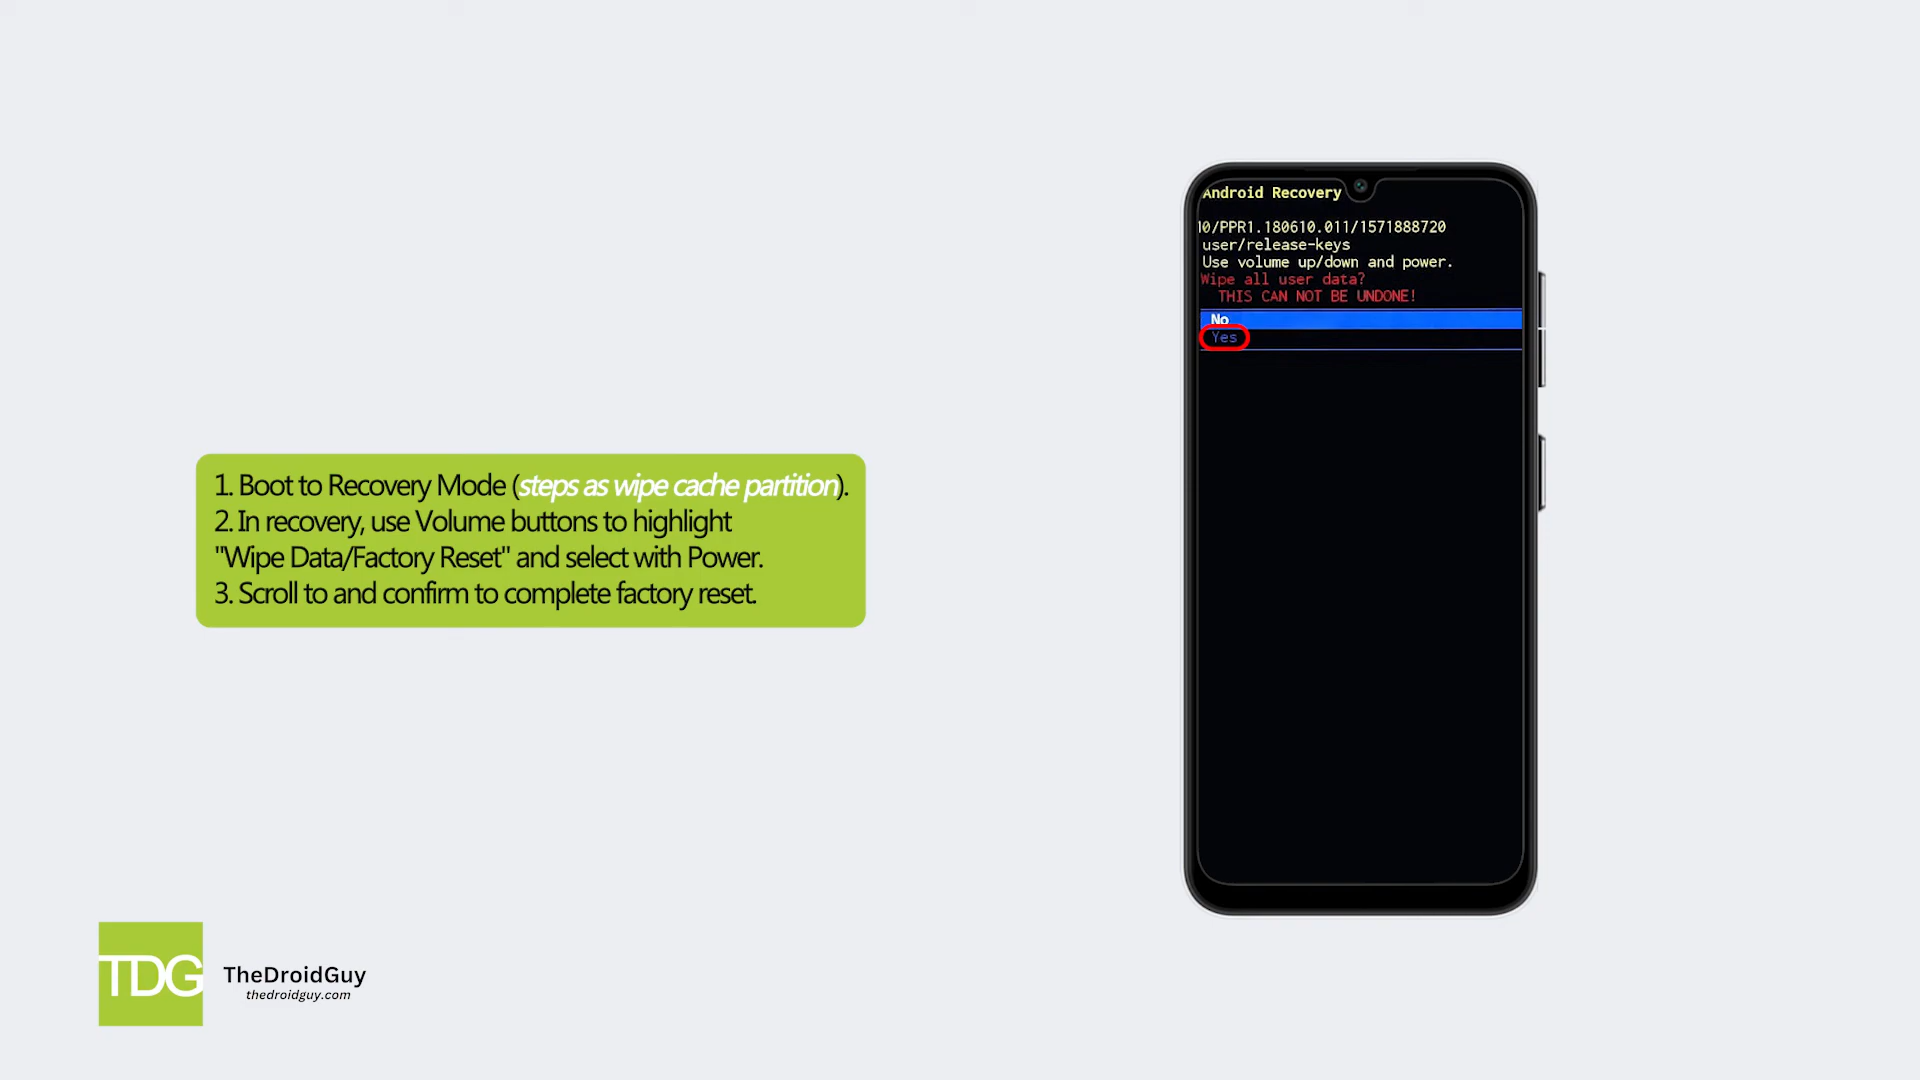 1. Boot to Recovery Mode (steps as wipe cache partition).
2. In recovery, use Volume buttons to highlight
"Wipe Data/Factory Reset" and select with Power.
3. Scroll to and confirm to complete factory reset.
Android Recovery
10/PPR1.180610.011/1571888720
user/release-keys
Use volume up/down and power.
Wipe all user data?
THIS CAN NOT BE UNDONE!
No
Yes
TDG
TheDroidGuy
thedroidguy.com